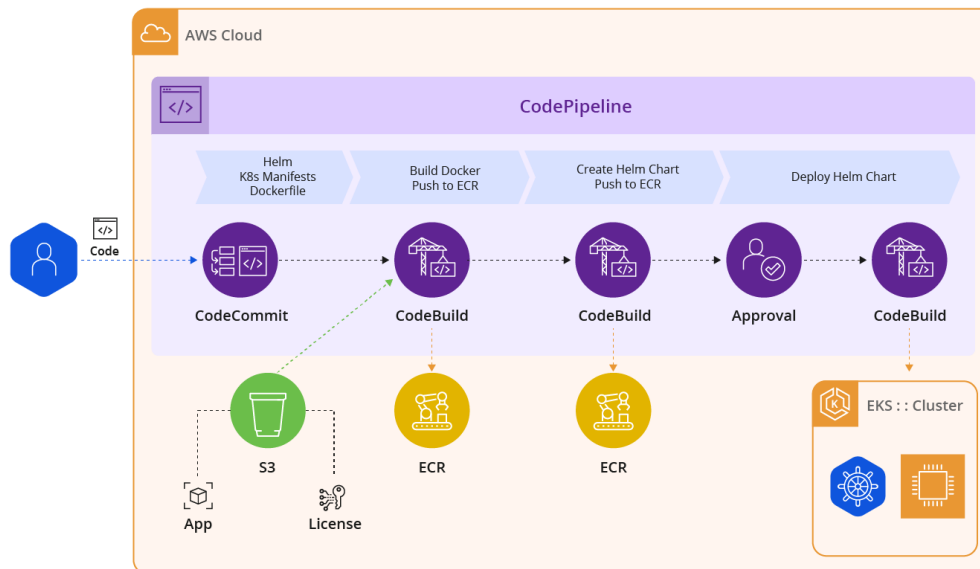 AWS Cloud
CodePipeline
Helm
K8s Manifests
Dockerfile
Build Docker
Push to ECR
Create Helm Chart
Push to ECR
Deploy Helm Chart
Code
CodeCommit
CodeBuild
CodeBuild
Approval
CodeBuild
S3
ECR
ECR
EKS : : Cluster
App
License